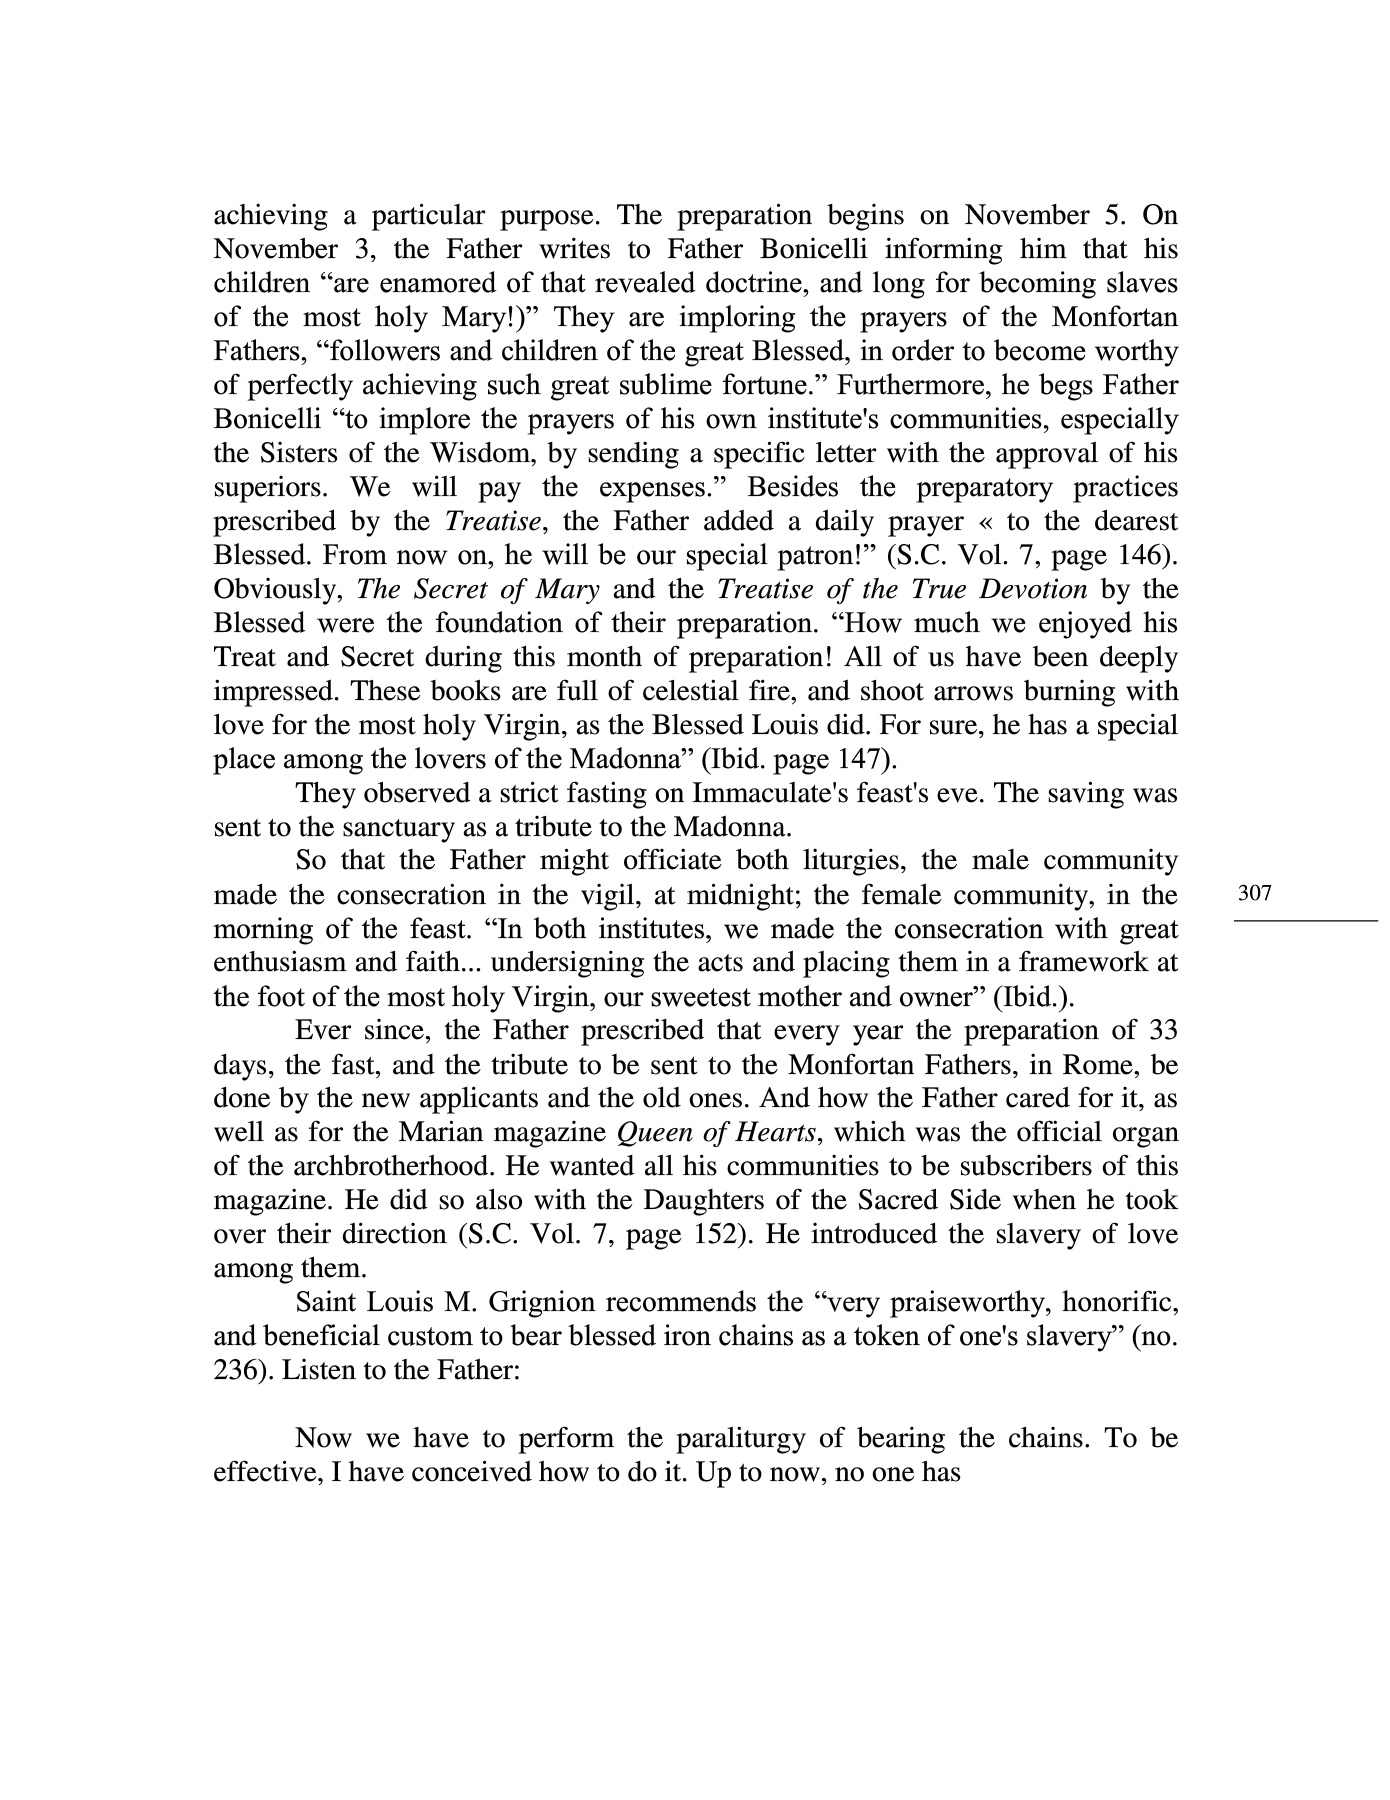 achieving a particular purpose. The preparation begins on November 5. On
November 3, the Father writes to Father Bonicelli informing him that his
children “are enamored of that revealed doctrine, and long for becoming slaves
of the most holy Mary!)” They are imploring the prayers of the Monfortan
Fathers, “followers and children of the great Blessed, in order to become worthy
of perfectly achieving such great sublime fortune.” Furthermore, he begs Father
Bonicelli “to implore the prayers of his own institute's communities, especially
the Sisters of the Wisdom, by sending a specific letter with the approval of his
superiors. We will pay the expenses.” Besides the preparatory practices
prescribed by the Treatise, the Father added a daily prayer « to the dearest
Blessed. From now on, he will be our special patron!” (S.C. Vol. 7, page 146).
Obviously, The Secret of Mary and the Treatise of the True Devotion by the
Blessed were the foundation of their preparation. “How much we enjoyed his
Treat and Secret during this month of preparation! All of us have been deeply
impressed. These books are full of celestial fire, and shoot arrows burning with
love for the most holy Virgin, as the Blessed Louis did. For sure, he has a special
place among the lovers of the Madonna” (Ibid. page 147).
They observed a strict fasting on Immaculate's feast's eve. The saving was
sent to the sanctuary as a tribute to the Madonna.
So that the Father might officiate both liturgies, the male community
made the consecration in the vigil, at midnight; the female community, in the
morning of the feast. “In both institutes, we made the consecration with great
enthusiasm and faith... undersigning the acts and placing them in a framework at
the foot of the most holy Virgin, our sweetest mother and owner” (Ibid.).
Ever since, the Father prescribed that every year the preparation of 33
days, the fast, and the tribute to be sent to the Monfortan Fathers, in Rome, be
done by the new applicants and the old ones. And how the Father cared for it, as
well as for the Marian magazine Queen of Hearts, which was the official organ
of the archbrotherhood. He wanted all his communities to be subscribers of this
magazine. He did so also with the Daughters of the Sacred Side when he took
over their direction (S.C. Vol. 7, page 152). He introduced the slavery of love
among them.
Saint Louis M. Grignion recommends the “very praiseworthy, honorific,
and beneficial custom to bear blessed iron chains as a token of one's slavery” (no.
236). Listen to the Father:
Now we have to perform the paraliturgy of bearing the chains. To be
effective, I have conceived how to do it. Up to now, no one has
307